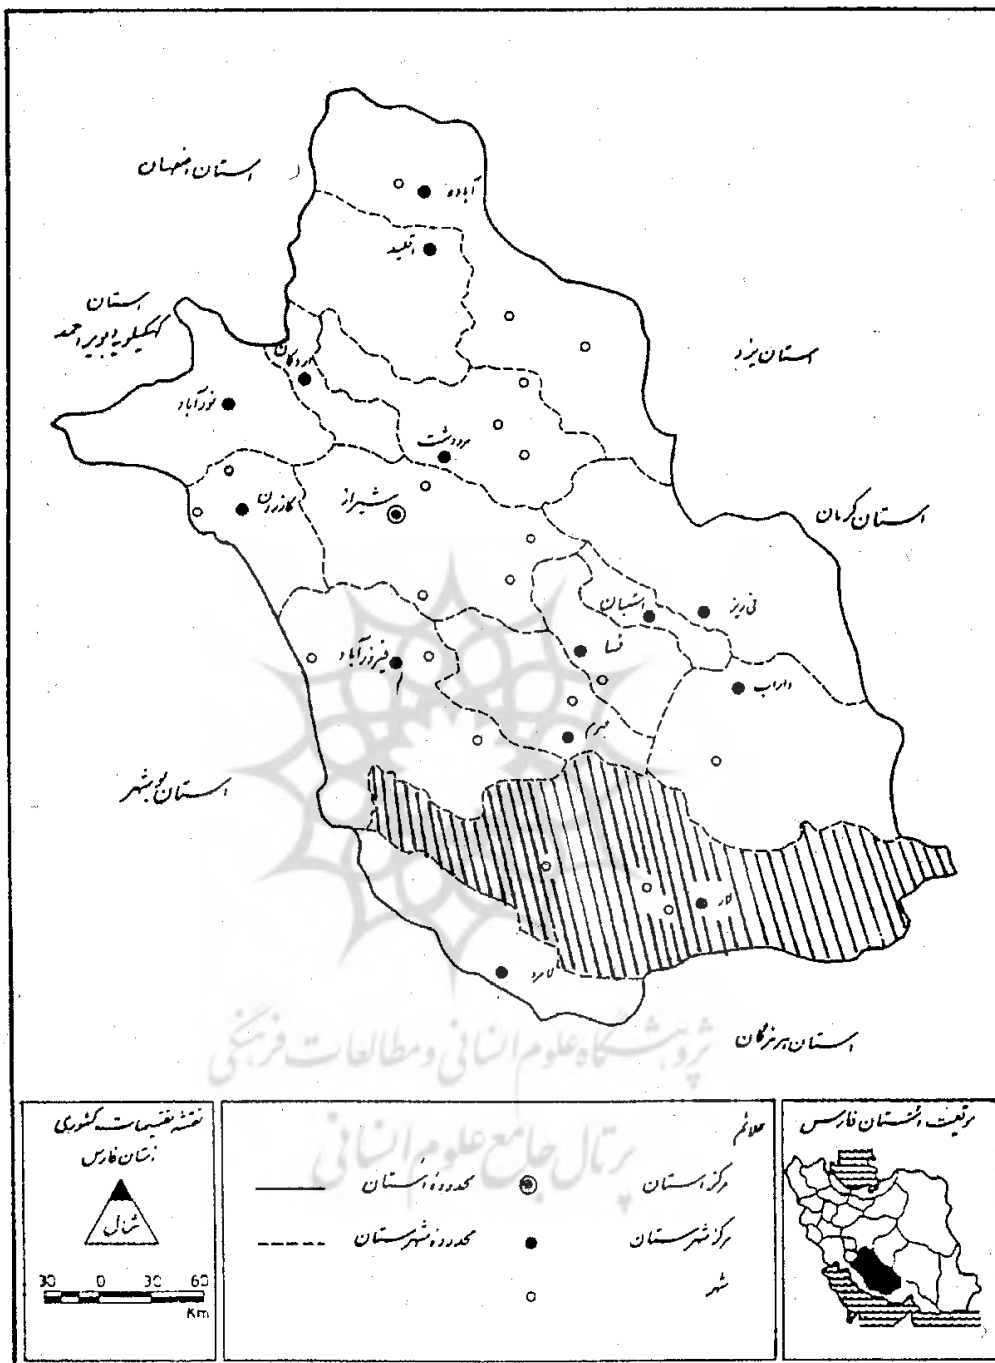 استان اصفهان
آباده
اقلید
استان
کهکیلویه و بویر احمد
استان یزد
اردکان
نورآباد
مرودشت
کازرون
شیراز
استان کرمان
استهبان
نی ریز
فسا
فیروزآباد
داراب
جهرم
استان بوشهر
لار
لامرد
استان هرمزگان
پژوهشگاه علوم انسانی و مطالعات فرهنگی
پرتال جامع علوم انسانی
نقشه تقسیمات کشوری
استان فارس
شمال
30 0 30 60
Km
علائم
مرکز استان
محدوده استان
مرکز شهرستان
محدوده شهرستان
شهر
موقعیت استان فارس